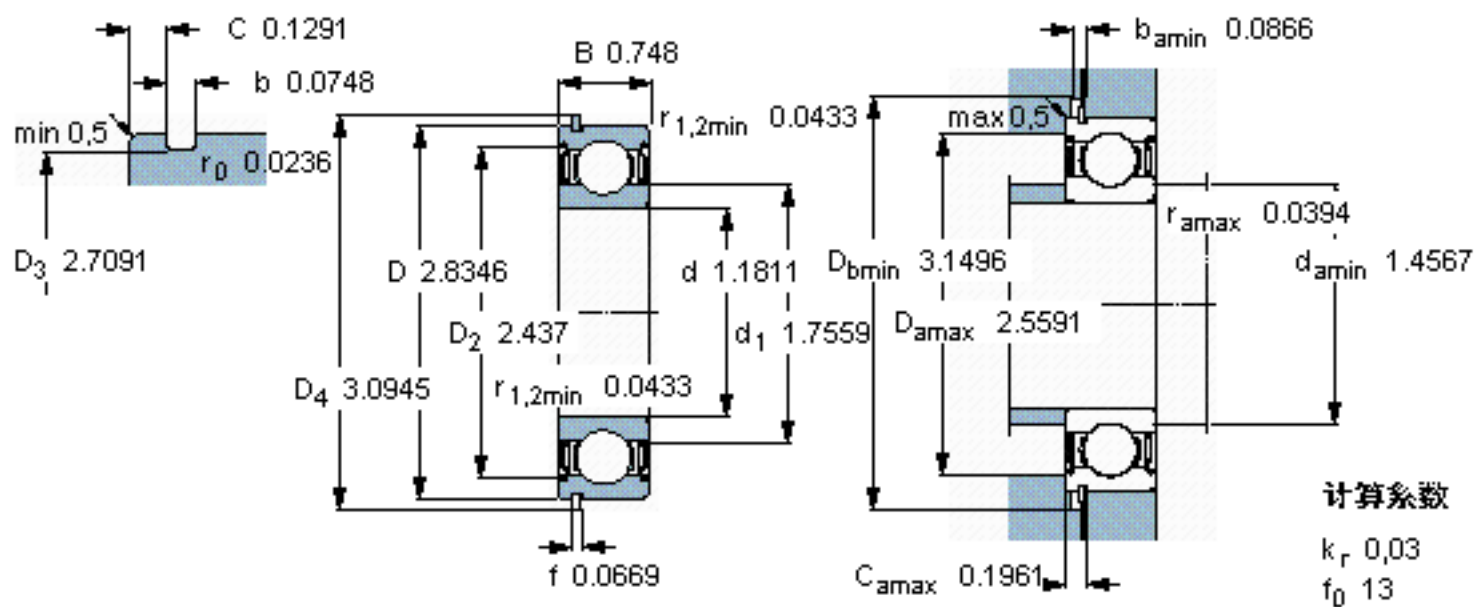 C 0.1291
b 0.0748
min 0,5
r0 0.0236
D3 2.7091
B 0.748
r1,2min 0.0433
D 2.8346
d 1.1811
D2 2.437
d1 1.7559
D4 3.0945
r1,2min 0.0433
f 0.0669
bamin 0.0866
max 0,5
ramax 0.0394
Dbmin 3.1496
damin 1.4567
Damax 2.5591
Camax 0.1961
计算系数
kr 0,03
f0 13